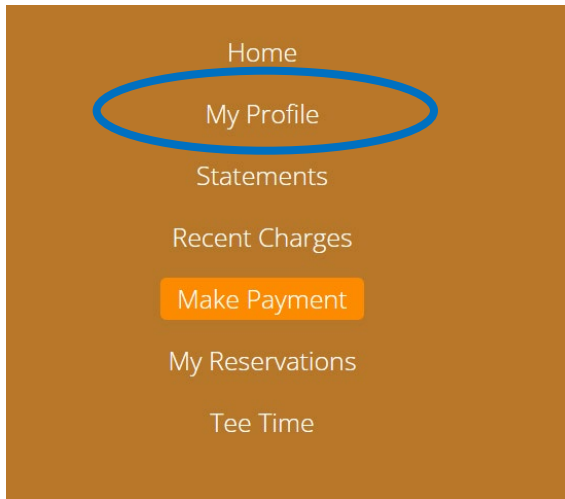 Home
My Profile
Statements
Recent Charges
Make Payment
My Reservations
Tee Time